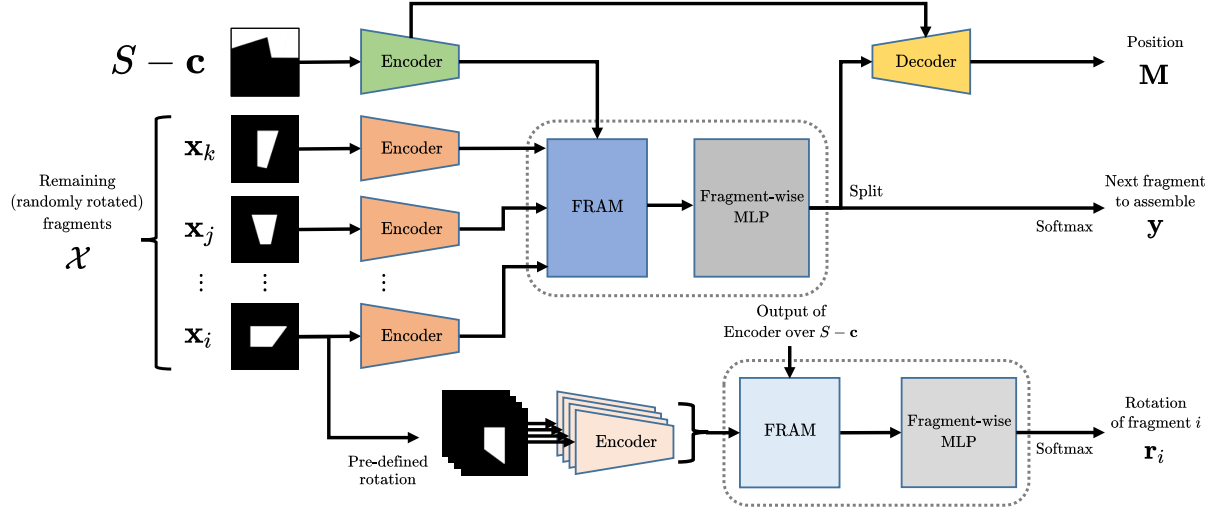 S − c
Encoder
Decoder
Position
M
Remaining
(randomly rotated)
fragments
𝒳
x_k
Encoder
x_j
Encoder
⋮ ⋮ ⋮
x_i
Encoder
FRAM
Fragment-wise
MLP
Split
Softmax
Next fragment
to assemble
y
Output of
Encoder over S − c
Pre-defined
rotation
Encoder
FRAM
Fragment-wise
MLP
Softmax
Rotation
of fragment i
r_i